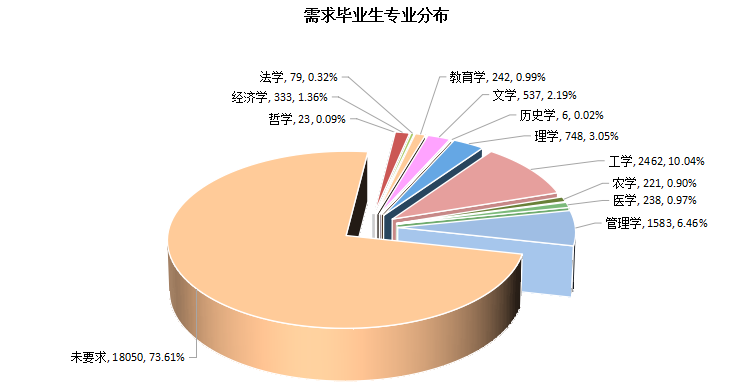 需求毕业生专业分布
法学, 79, 0.32%
教育学, 242, 0.99%
经济学, 333, 1.36%
文学, 537, 2.19%
哲学, 23, 0.09%
历史学, 6, 0.02%
理学, 748, 3.05%
工学, 2462, 10.04%
农学, 221, 0.90%
医学, 238, 0.97%
管理学, 1583, 6.46%
未要求, 18050, 73.61%